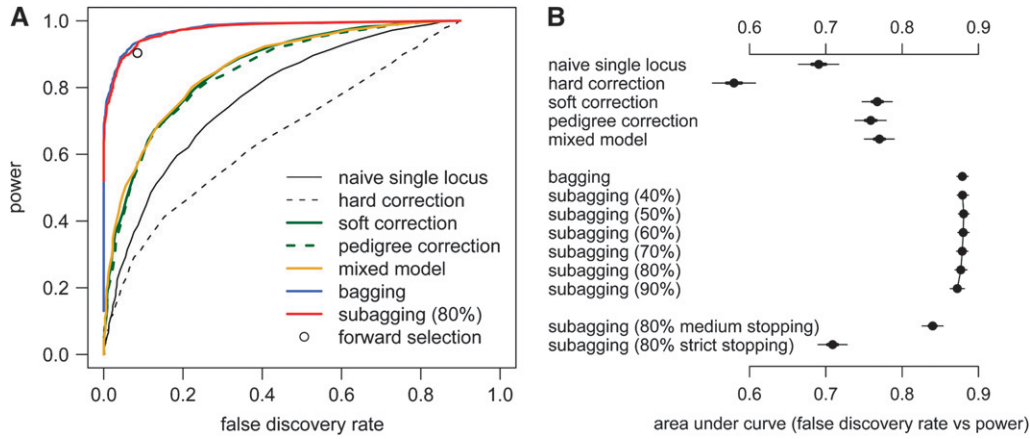 A
power
1.0
0.8
0.6
0.4
0.2
0.0
naive single locus
hard correction
soft correction
pedigree correction
mixed model
bagging
subagging (80%)
forward selection
0.0 0.2 0.4 0.6 0.8 1.0
false discovery rate
B
0.6 0.7 0.8 0.9
naive single locus
hard correction
soft correction
pedigree correction
mixed model
bagging
subagging (40%)
subagging (50%)
subagging (60%)
subagging (70%)
subagging (80%)
subagging (90%)
subagging (80% medium stopping)
subagging (80% strict stopping)
0.6 0.7 0.8 0.9
area under curve (false discovery rate vs power)